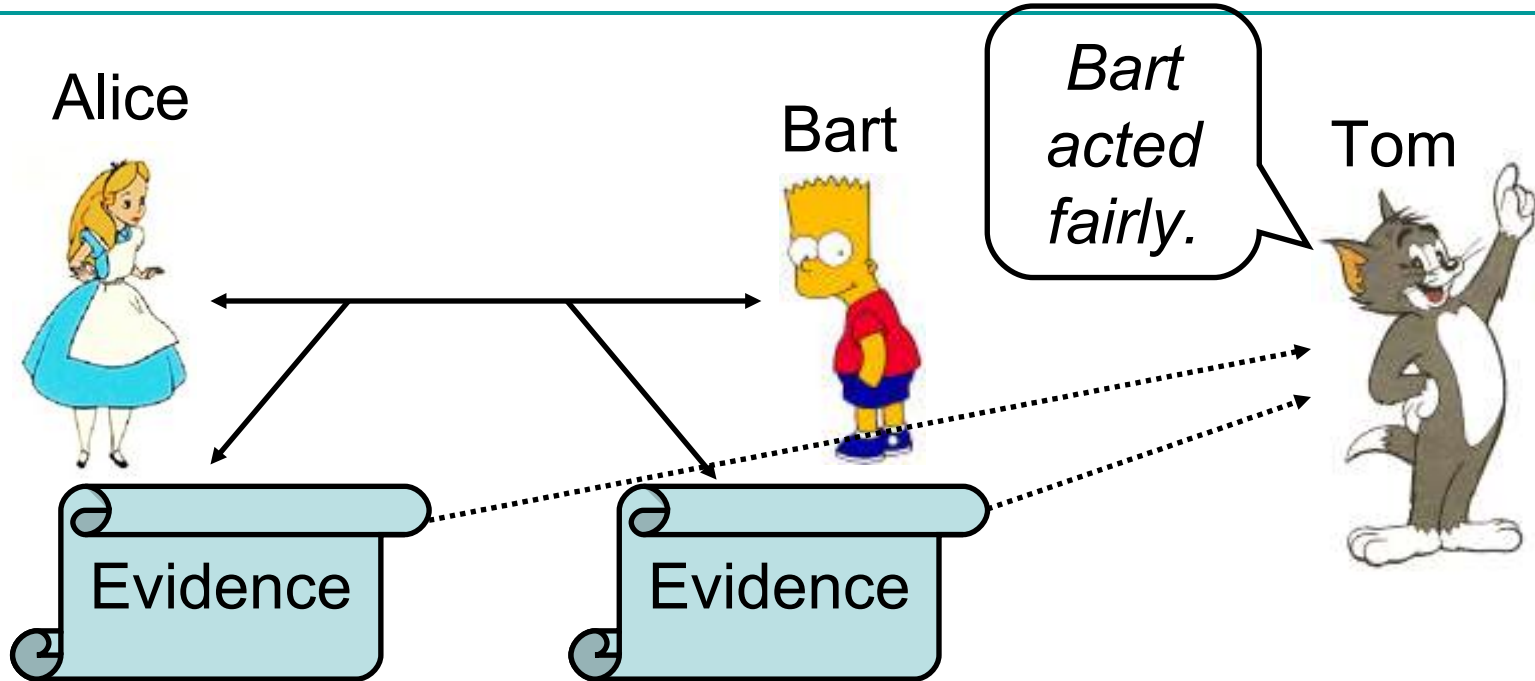 Alice
Bart
Bart
acted
fairly.
Tom
Evidence
Evidence